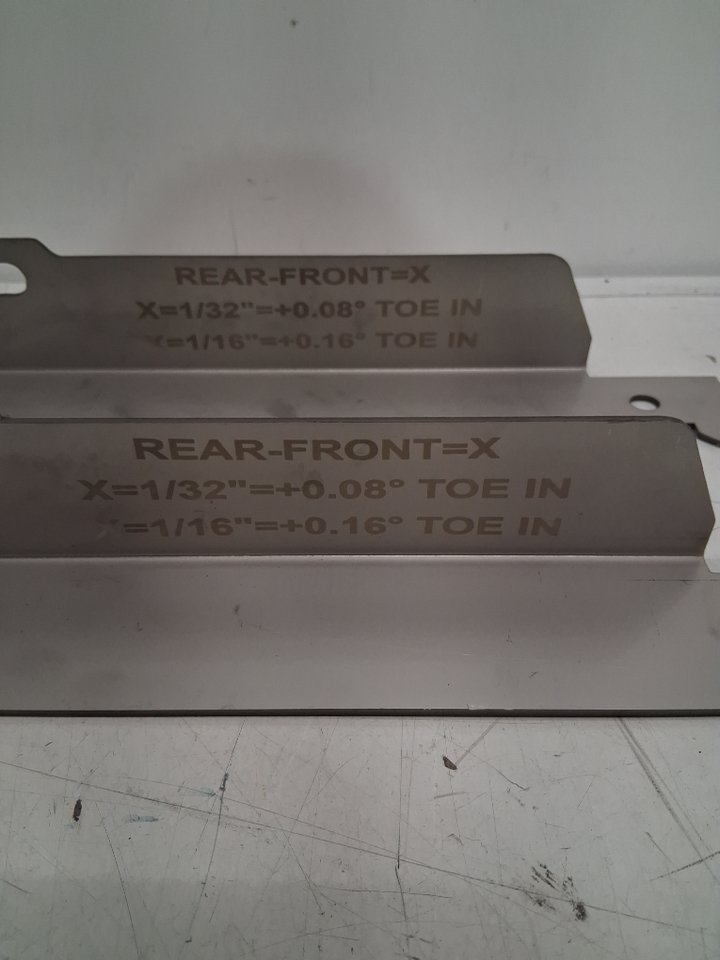 REAR-FRONT=X
X=1/32"=+0.08° TOE IN
X=1/16"=+0.16° TOE IN
REAR-FRONT=X
X=1/32"=+0.08° TOE IN
X=1/16"=+0.16° TOE IN